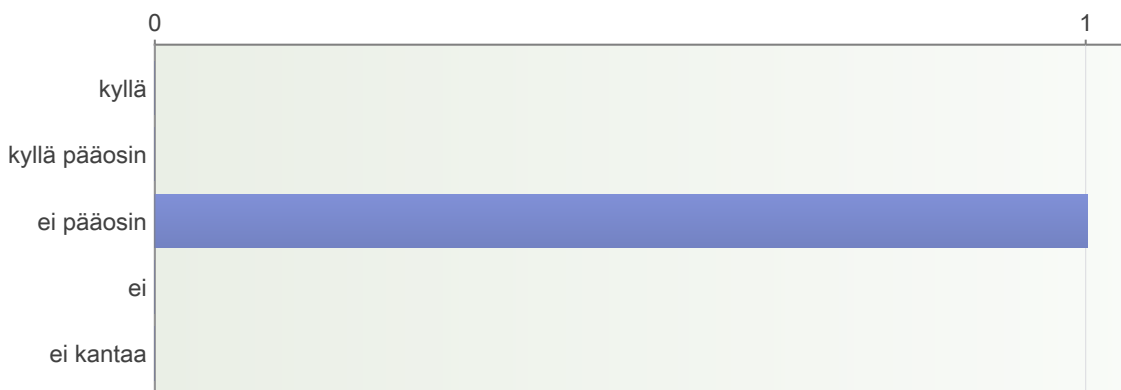 0 1
kyllä
kyllä pääosin
ei pääosin
ei
ei kantaa